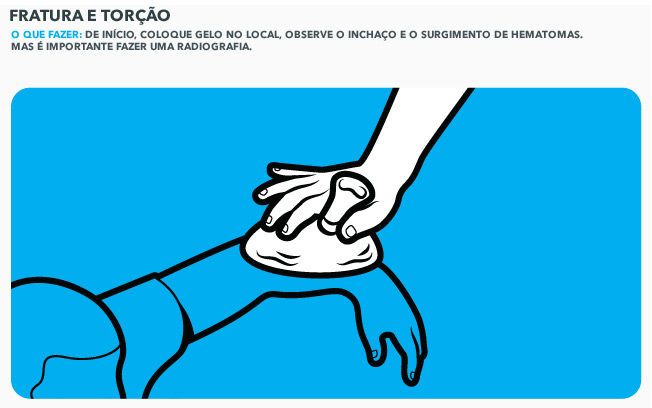 FRATURA E TORÇÃO
O QUE FAZER: DE INÍCIO, COLOQUE GELO NO LOCAL, OBSERVE O INCHAÇO E O SURGIMENTO DE HEMATOMAS.
MAS É IMPORTANTE FAZER UMA RADIOGRAFIA.